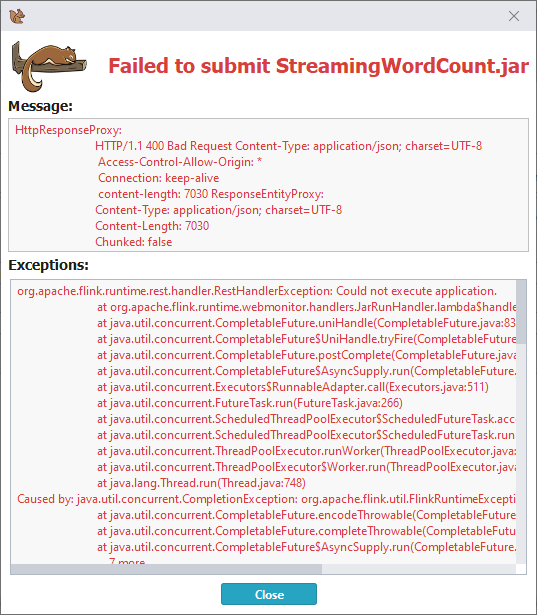 Failed to submit StreamingWordCount.jar
Message:
HttpResponseProxy:
HTTP/1.1 400 Bad Request Content-Type: application/json; charset=UTF-8
Access-Control-Allow-Origin: *
Connection: keep-alive
content-length: 7030 ResponseEntityProxy:
Content-Type: application/json; charset=UTF-8
Content-Length: 7030
Chunked: false
Exceptions:
org.apache.flink.runtime.rest.handler.RestHandlerException: Could not execute application.
at org.apache.flink.runtime.webmonitor.handlers.JarRunHandler.lambda$handle
at java.util.concurrent.CompletableFuture.uniHandle(CompletableFuture.java:83
at java.util.concurrent.CompletableFuture$UniHandle.tryFire(CompletableFuture
at java.util.concurrent.CompletableFuture.postComplete(CompletableFuture.java
at java.util.concurrent.CompletableFuture$AsyncSupply.run(CompletableFuture.
at java.util.concurrent.Executors$RunnableAdapter.call(Executors.java:511)
at java.util.concurrent.FutureTask.run(FutureTask.java:266)
at java.util.concurrent.ScheduledThreadPoolExecutor$ScheduledFutureTask.acc
at java.util.concurrent.ScheduledThreadPoolExecutor$ScheduledFutureTask.run
at java.util.concurrent.ThreadPoolExecutor.runWorker(ThreadPoolExecutor.java:
at java.util.concurrent.ThreadPoolExecutor$Worker.run(ThreadPoolExecutor.java
at java.lang.Thread.run(Thread.java:748)
Caused by: java.util.concurrent.CompletionException: org.apache.flink.util.FlinkRuntimeExceptio
at java.util.concurrent.CompletableFuture.encodeThrowable(CompletableFuture
at java.util.concurrent.CompletableFuture.completeThrowable(CompletableFutu
at java.util.concurrent.CompletableFuture$AsyncSupply.run(CompletableFuture.
... 7 more
Close